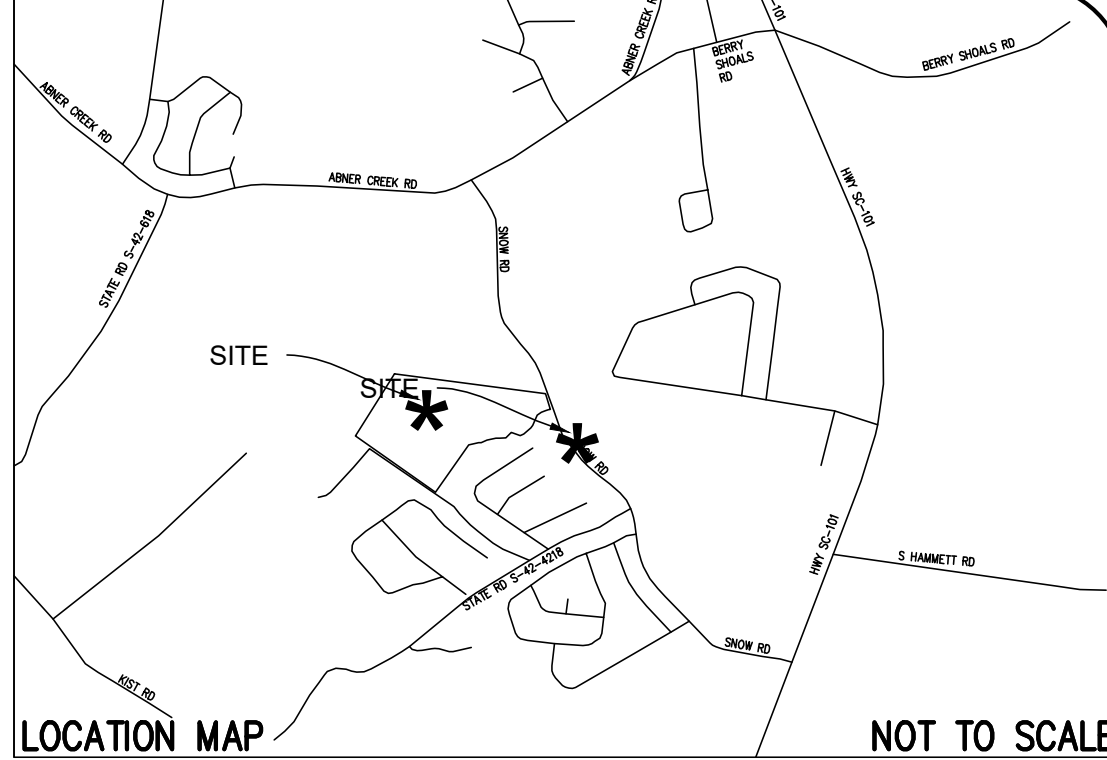 -101
ABNER CREEK R
BERRY
SHOALS
RD
BERRY SHOALS RD
ABNER CREEK RD
ABNER CREEK RD
HWY SC-101
STATE RD S-42-618
SNOW RD
SITE
SITE
OW RD
HWY SC-101
S HAMMETT RD
STATE RD S-42-4218
SNOW RD
KIST RD
LOCATION MAP
NOT TO SCALE